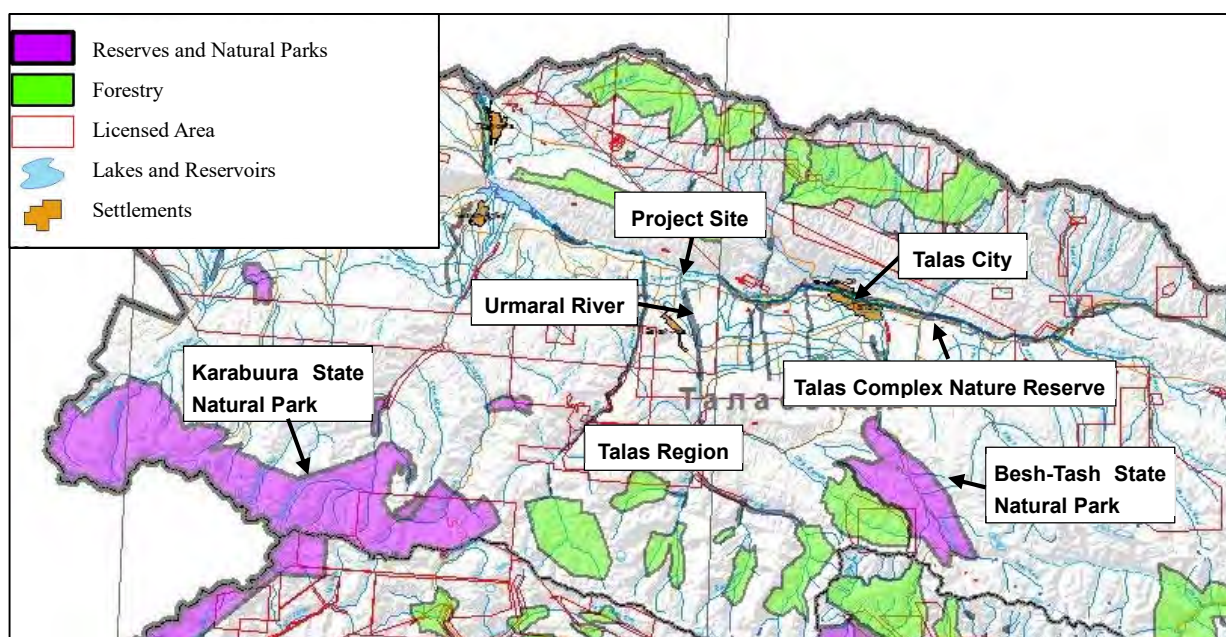 Reserves and Natural Parks
Forestry
Licensed Area
Lakes and Reservoirs
Settlements
Project Site
Talas City
Urmaral River
Karabuura State
Natural Park
Talas Complex Nature Reserve
Talas Region
Besh-Tash State
Natural Park